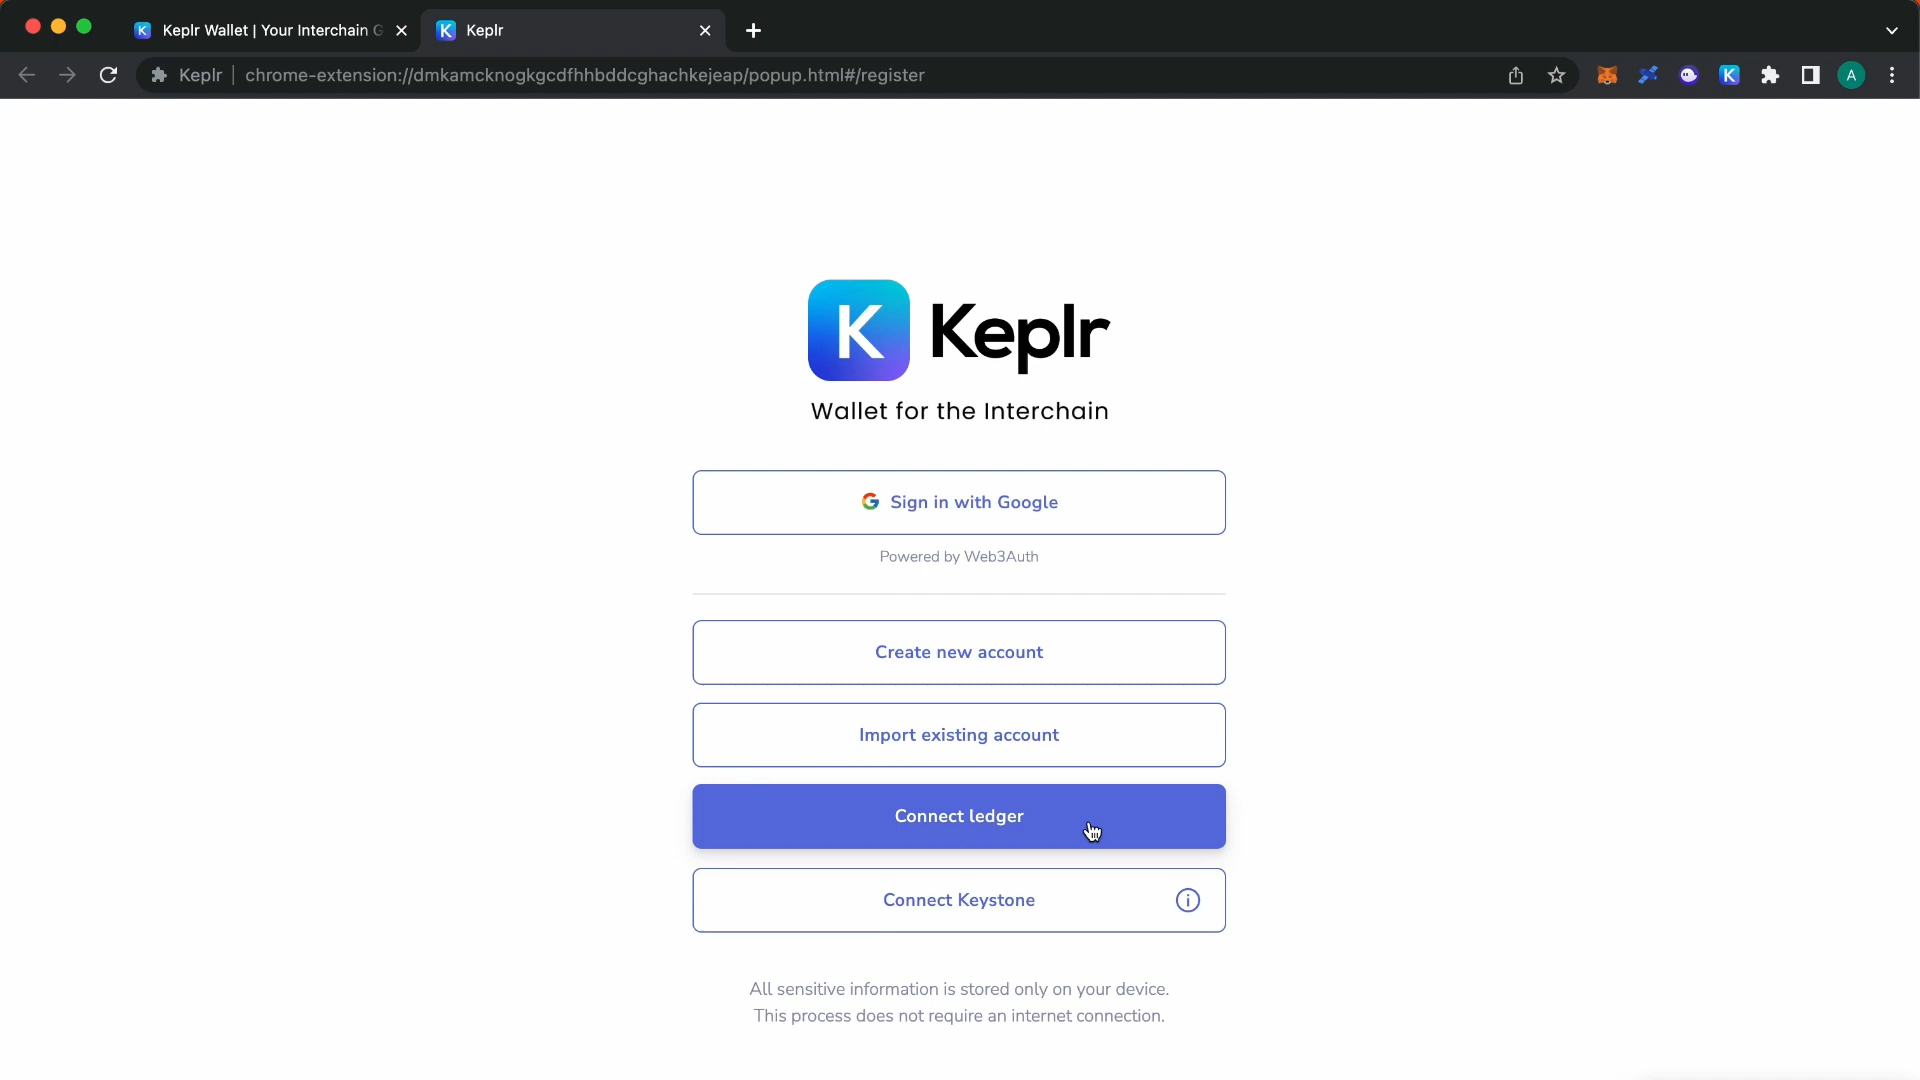 Keplr Wallet | Your Interchain G
Keplr
Keplr
chrome-extension://dmkamcknogkgcdfhhbddcghachkejeap/popup.html#/register
K
A
K Keplr
Wallet for the Interchain
Sign in with Google
Powered by Web3Auth
Create new account
Import existing account
Connect ledger
Connect Keystone
All sensitive information is stored only on your device.
This process does not require an internet connection.